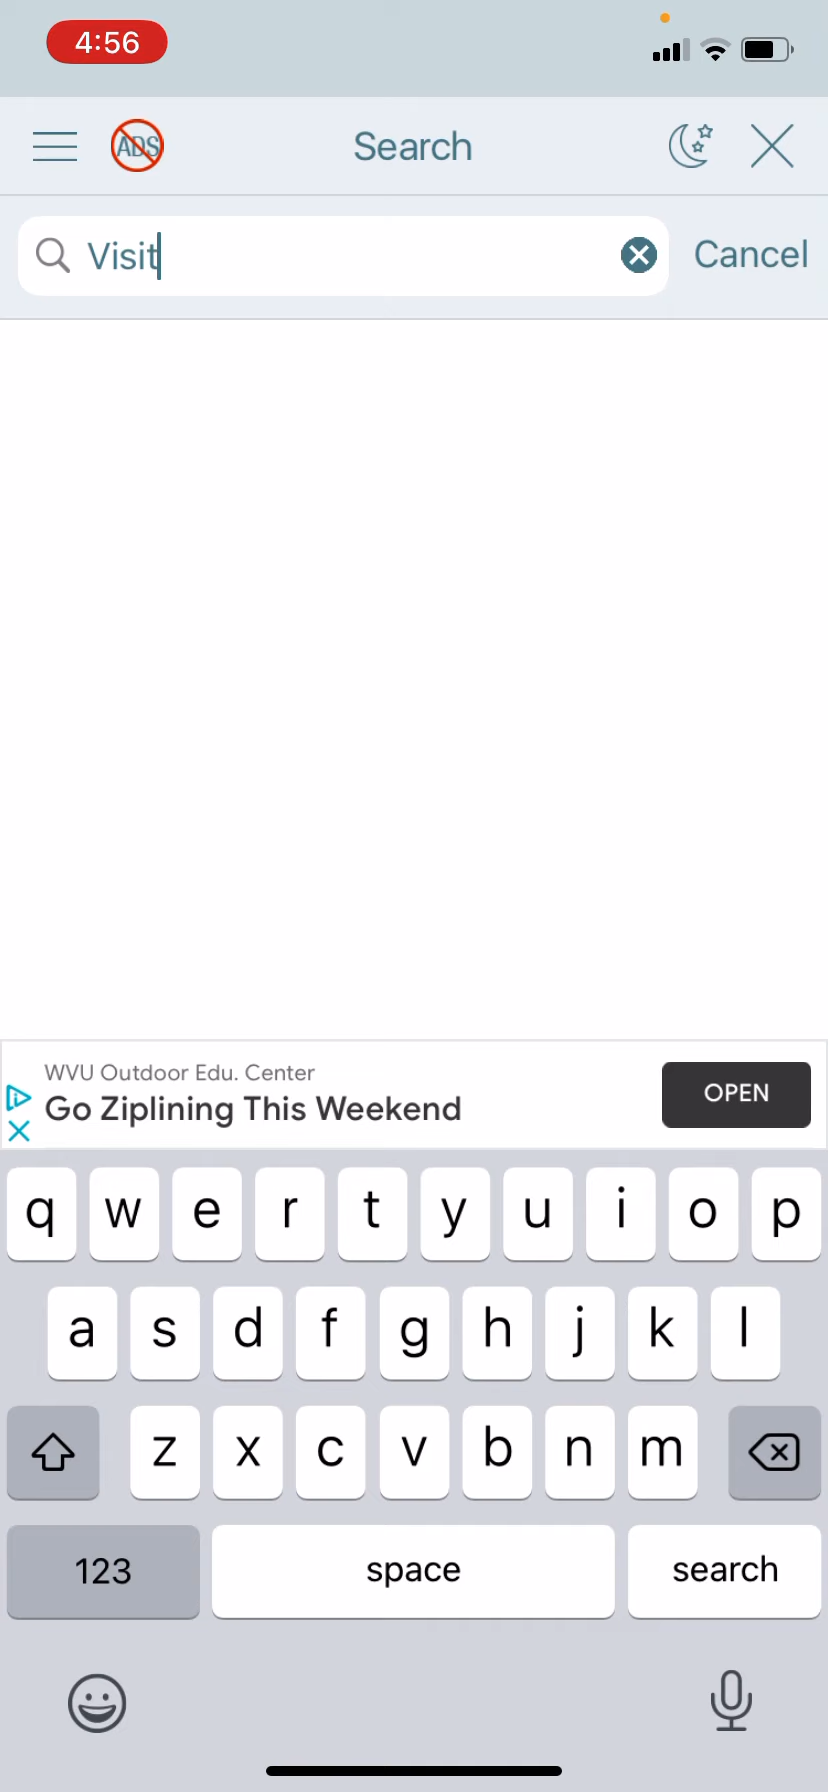 4:56
ADS
Search
Visit
Cancel
WVU Outdoor Edu. Center
Go Ziplining This Weekend
OPEN
q w e r t y u i o p
a s d f g h j k l
z x c v b n m
123 space search